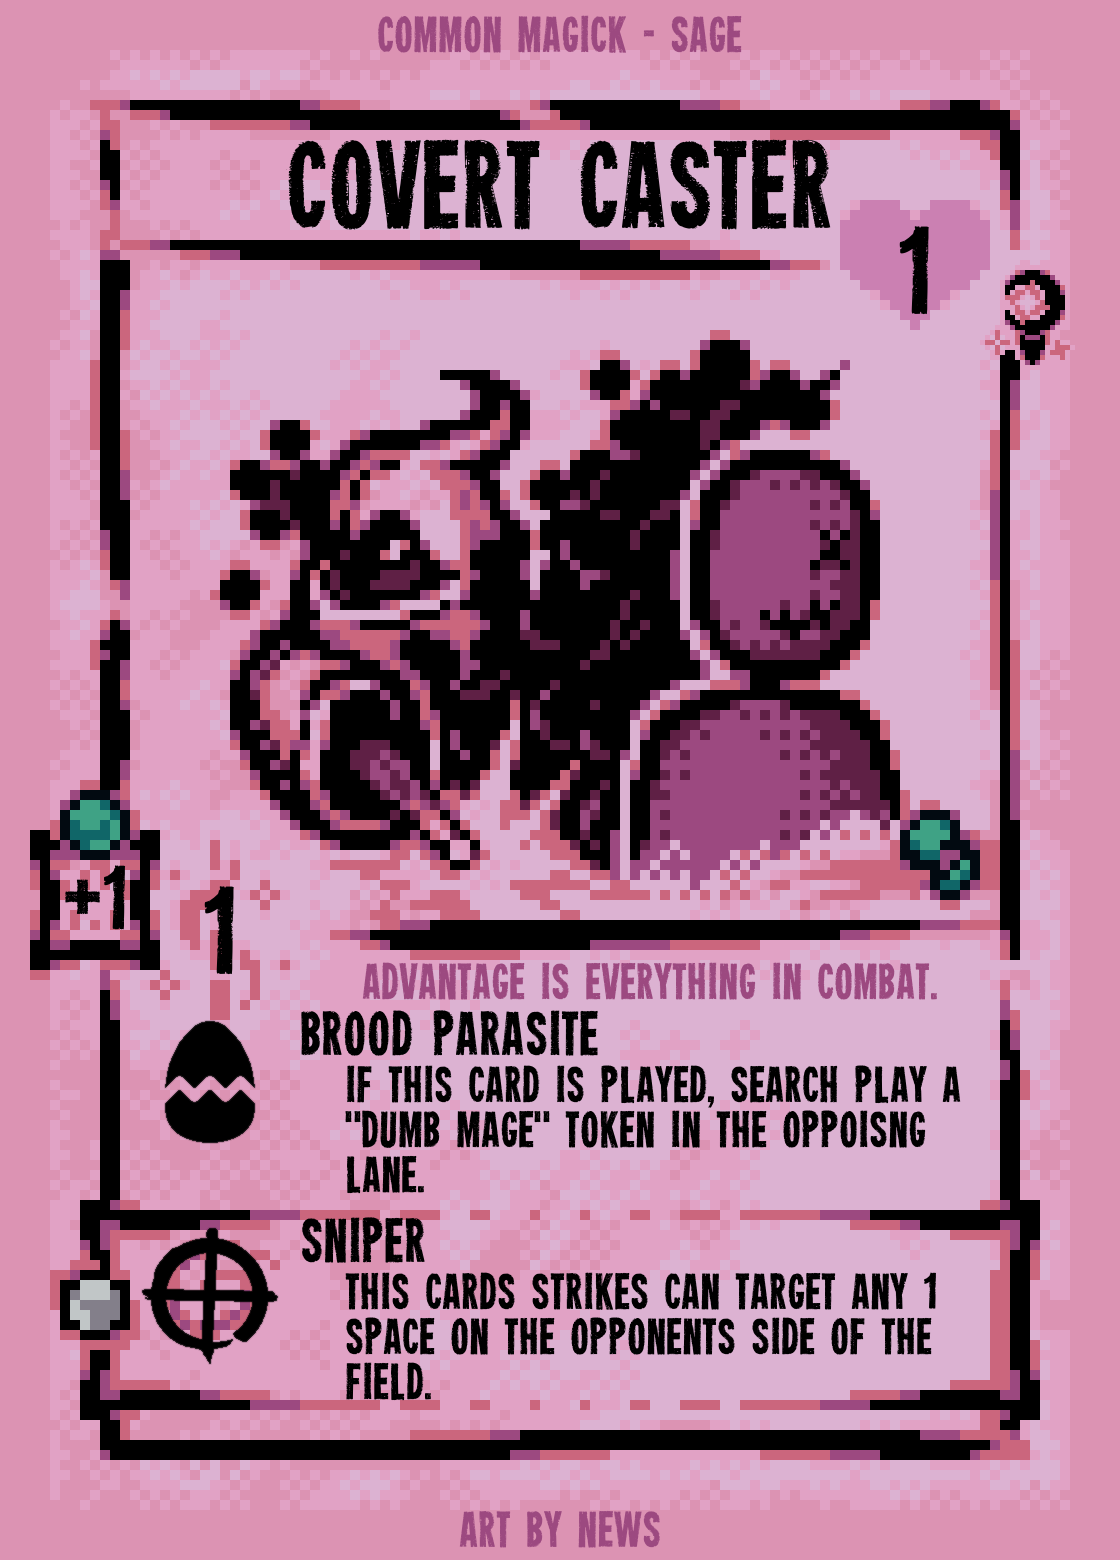 COMMON MAGICK - SAGE
COVERT CASTER
1
+1
1
ADVANTAGE IS EVERYTHING IN COMBAT.
BROOD PARASITE
IF THIS CARD IS PLAYED, SEARCH PLAY A
"DUMB MAGE" TOKEN IN THE OPPOISNG
LANE.
SNIPER
THIS CARDS STRIKES CAN TARGET ANY 1
SPACE ON THE OPPONENTS SIDE OF THE
FIELD.
ART BY NEWS